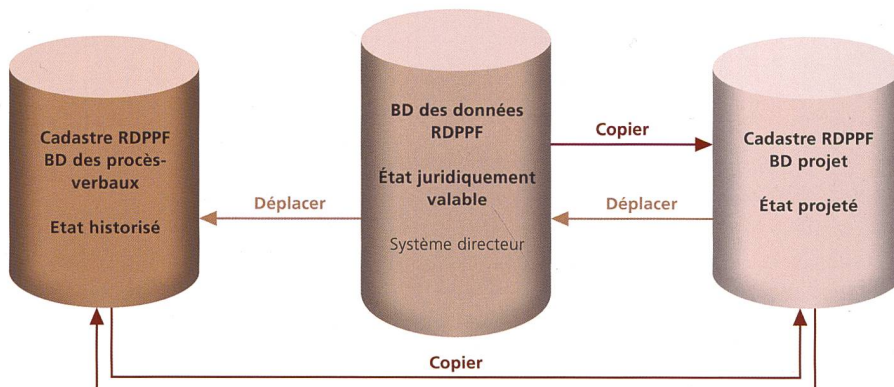 Cadastre RDPPF
BD des procès-
verbaux
Etat historisé
Déplacer
BD des données
RDPPF
État juridiquement
valable
Système directeur
Copier
Déplacer
Cadastre RDPPF
BD projet
État projeté
Copier